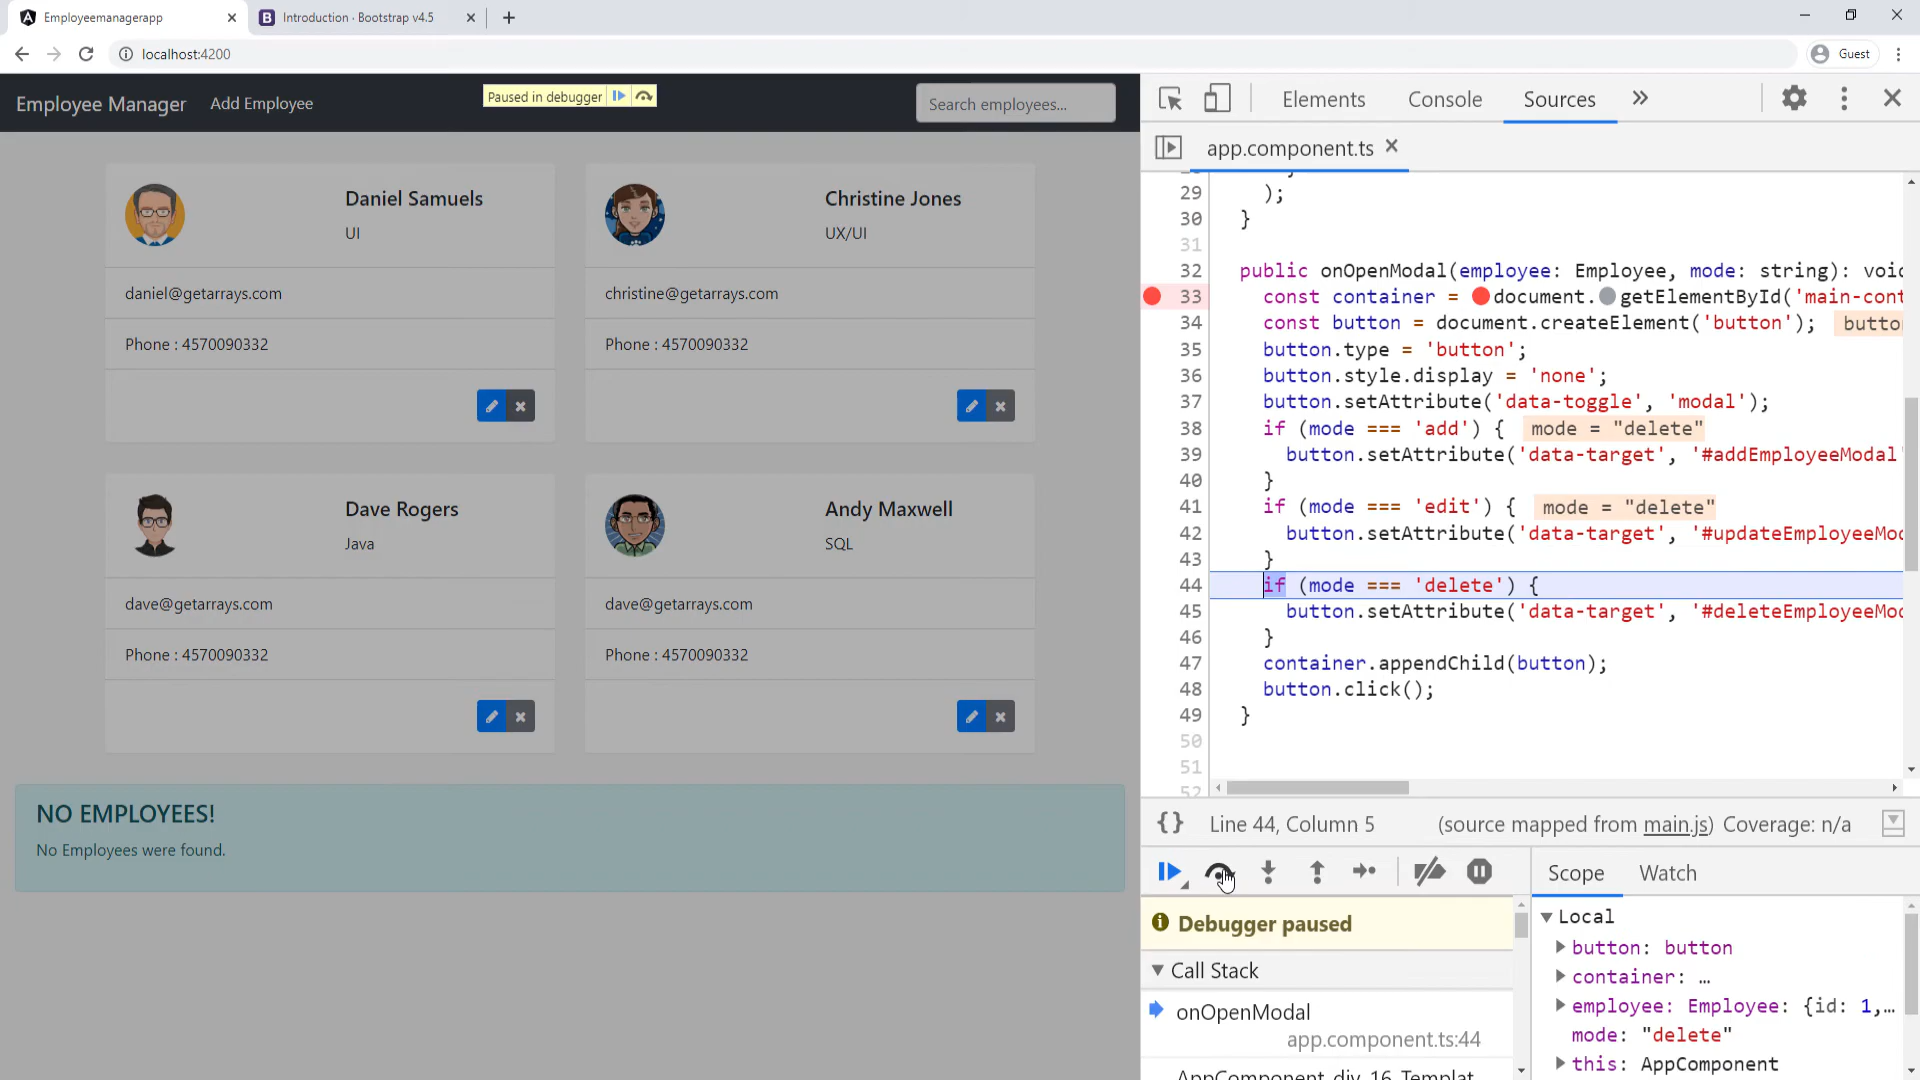 Employeemanagerapp
Introduction · Bootstrap v4.5
localhost:4200
Guest
Employee Manager
Add Employee
Paused in debugger
Search employees...
Daniel Samuels
UI
daniel@getarrays.com
Phone : 4570090332
Christine Jones
UX/UI
christine@getarrays.com
Phone : 4570090332
Dave Rogers
Java
dave@getarrays.com
Phone : 4570090332
Andy Maxwell
SQL
dave@getarrays.com
Phone : 4570090332
NO EMPLOYEES!
No Employees were found.
Elements
Console
Sources
app.component.ts
29 );
30 }
31
32 public onOpenModal(employee: Employee, mode: string): voi
33 const container = document.getElementById('main-cont
34 const button = document.createElement('button'); butto
35 button.type = 'button';
36 button.style.display = 'none';
37 button.setAttribute('data-toggle', 'modal');
38 if (mode === 'add') { mode = "delete"
39 button.setAttribute('data-target', '#addEmployeeModal'
40 }
41 if (mode === 'edit') { mode = "delete"
42 button.setAttribute('data-target', '#updateEmployeeMo
43 }
44 if (mode === 'delete') {
45 button.setAttribute('data-target', '#deleteEmployeeMo
46 }
47 container.appendChild(button);
48 button.click();
49 }
50
51
52
{ } Line 44, Column 5 (source mapped from main.js) Coverage: n/a
Debugger paused
Call Stack
onOpenModal
app.component.ts:44
AppComponent_div_16_Templat
Scope
Watch
Local
button: button
container: …
employee: Employee: {id: 1,…
mode: "delete"
this: AppComponent